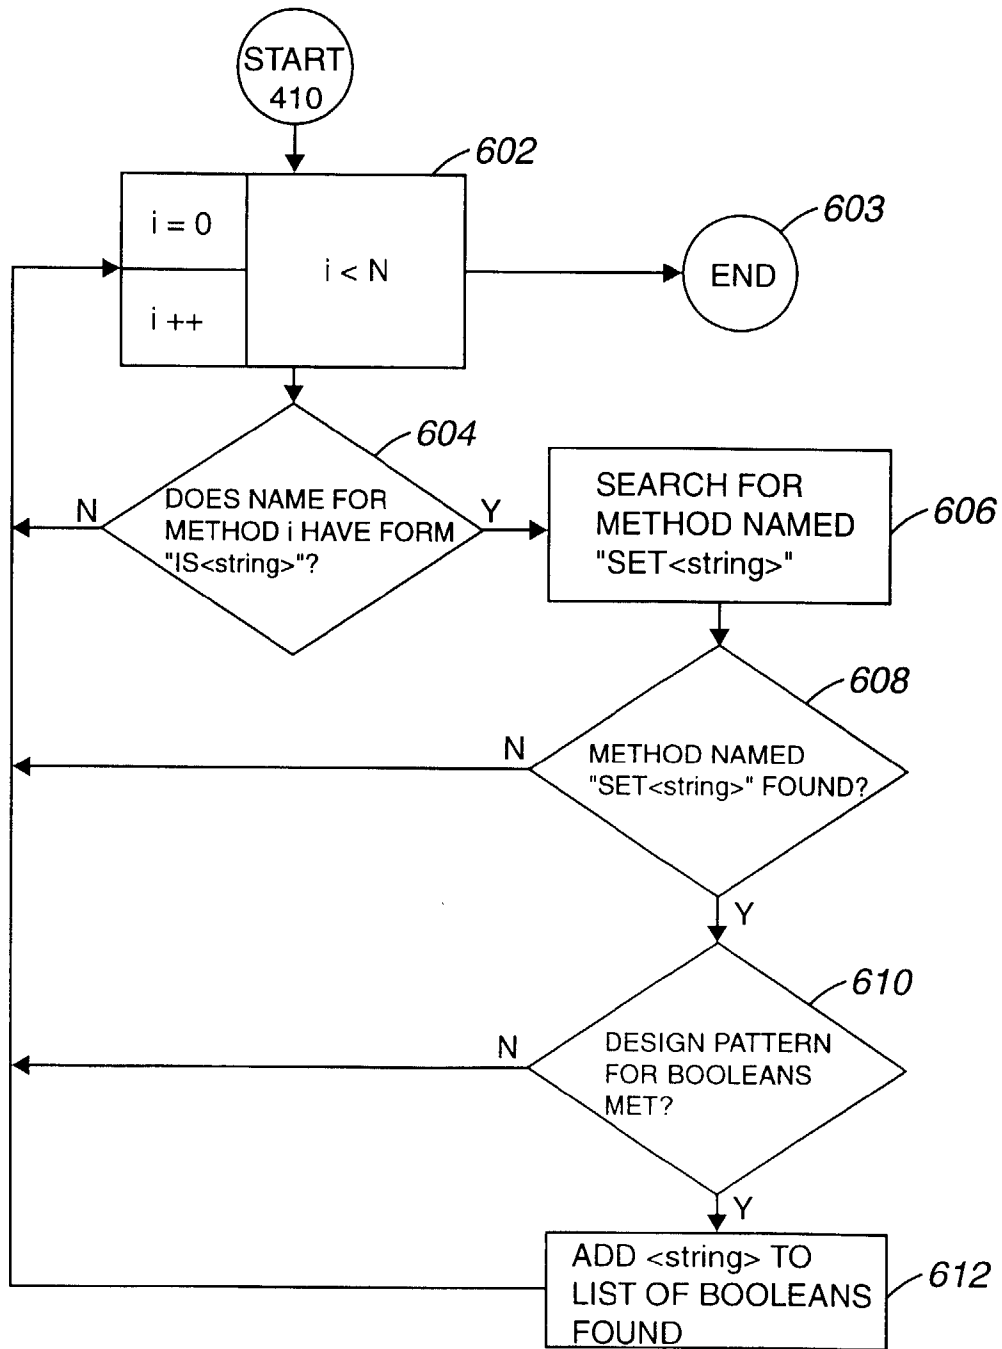 START
410
602
i = 0
i < N
i ++
603
END
604
DOES NAME FOR
METHOD i HAVE FORM
"IS<string>"?
N
Y
SEARCH FOR
METHOD NAMED
"SET<string>"
606
608
METHOD NAMED
"SET<string>" FOUND?
N
Y
610
DESIGN PATTERN
FOR BOOLEANS
MET?
N
Y
ADD <string> TO
LIST OF BOOLEANS
FOUND
612